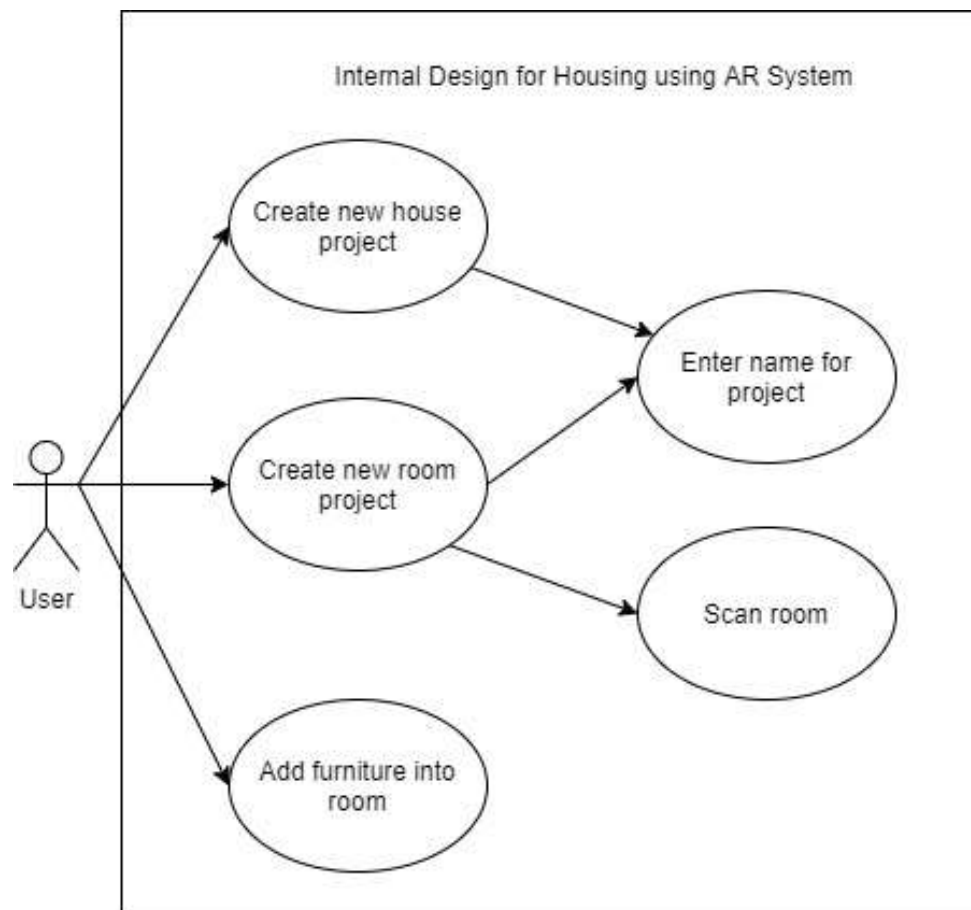 Internal Design for Housing using AR System
Create new house
project
Enter name for
project
Create new room
project
User
Scan room
Add furniture into
room